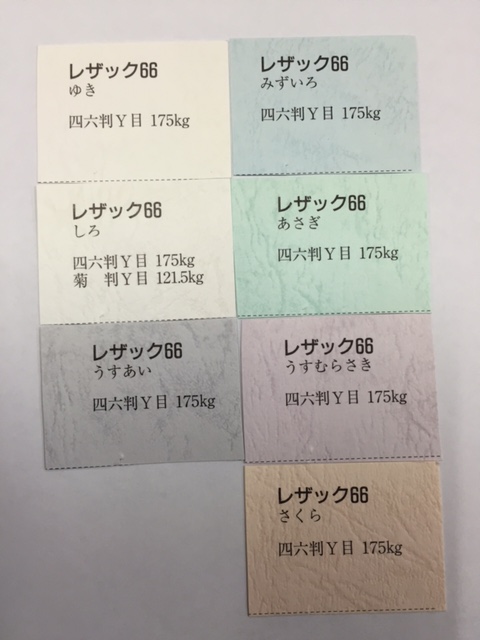 レザック66
ゆき
四六判Y目 175kg
レザック66
みずいろ
四六判Y目 175kg
レザック66
しろ
四六判Y目 175kg
菊　判Y目 121.5kg
レザック66
あさぎ
四六判Y目 175kg
レザック66
うすあい
四六判Y目 175kg
レザック66
うすむらさき
四六判Y目 175kg
レザック66
さくら
四六判Y目 175kg